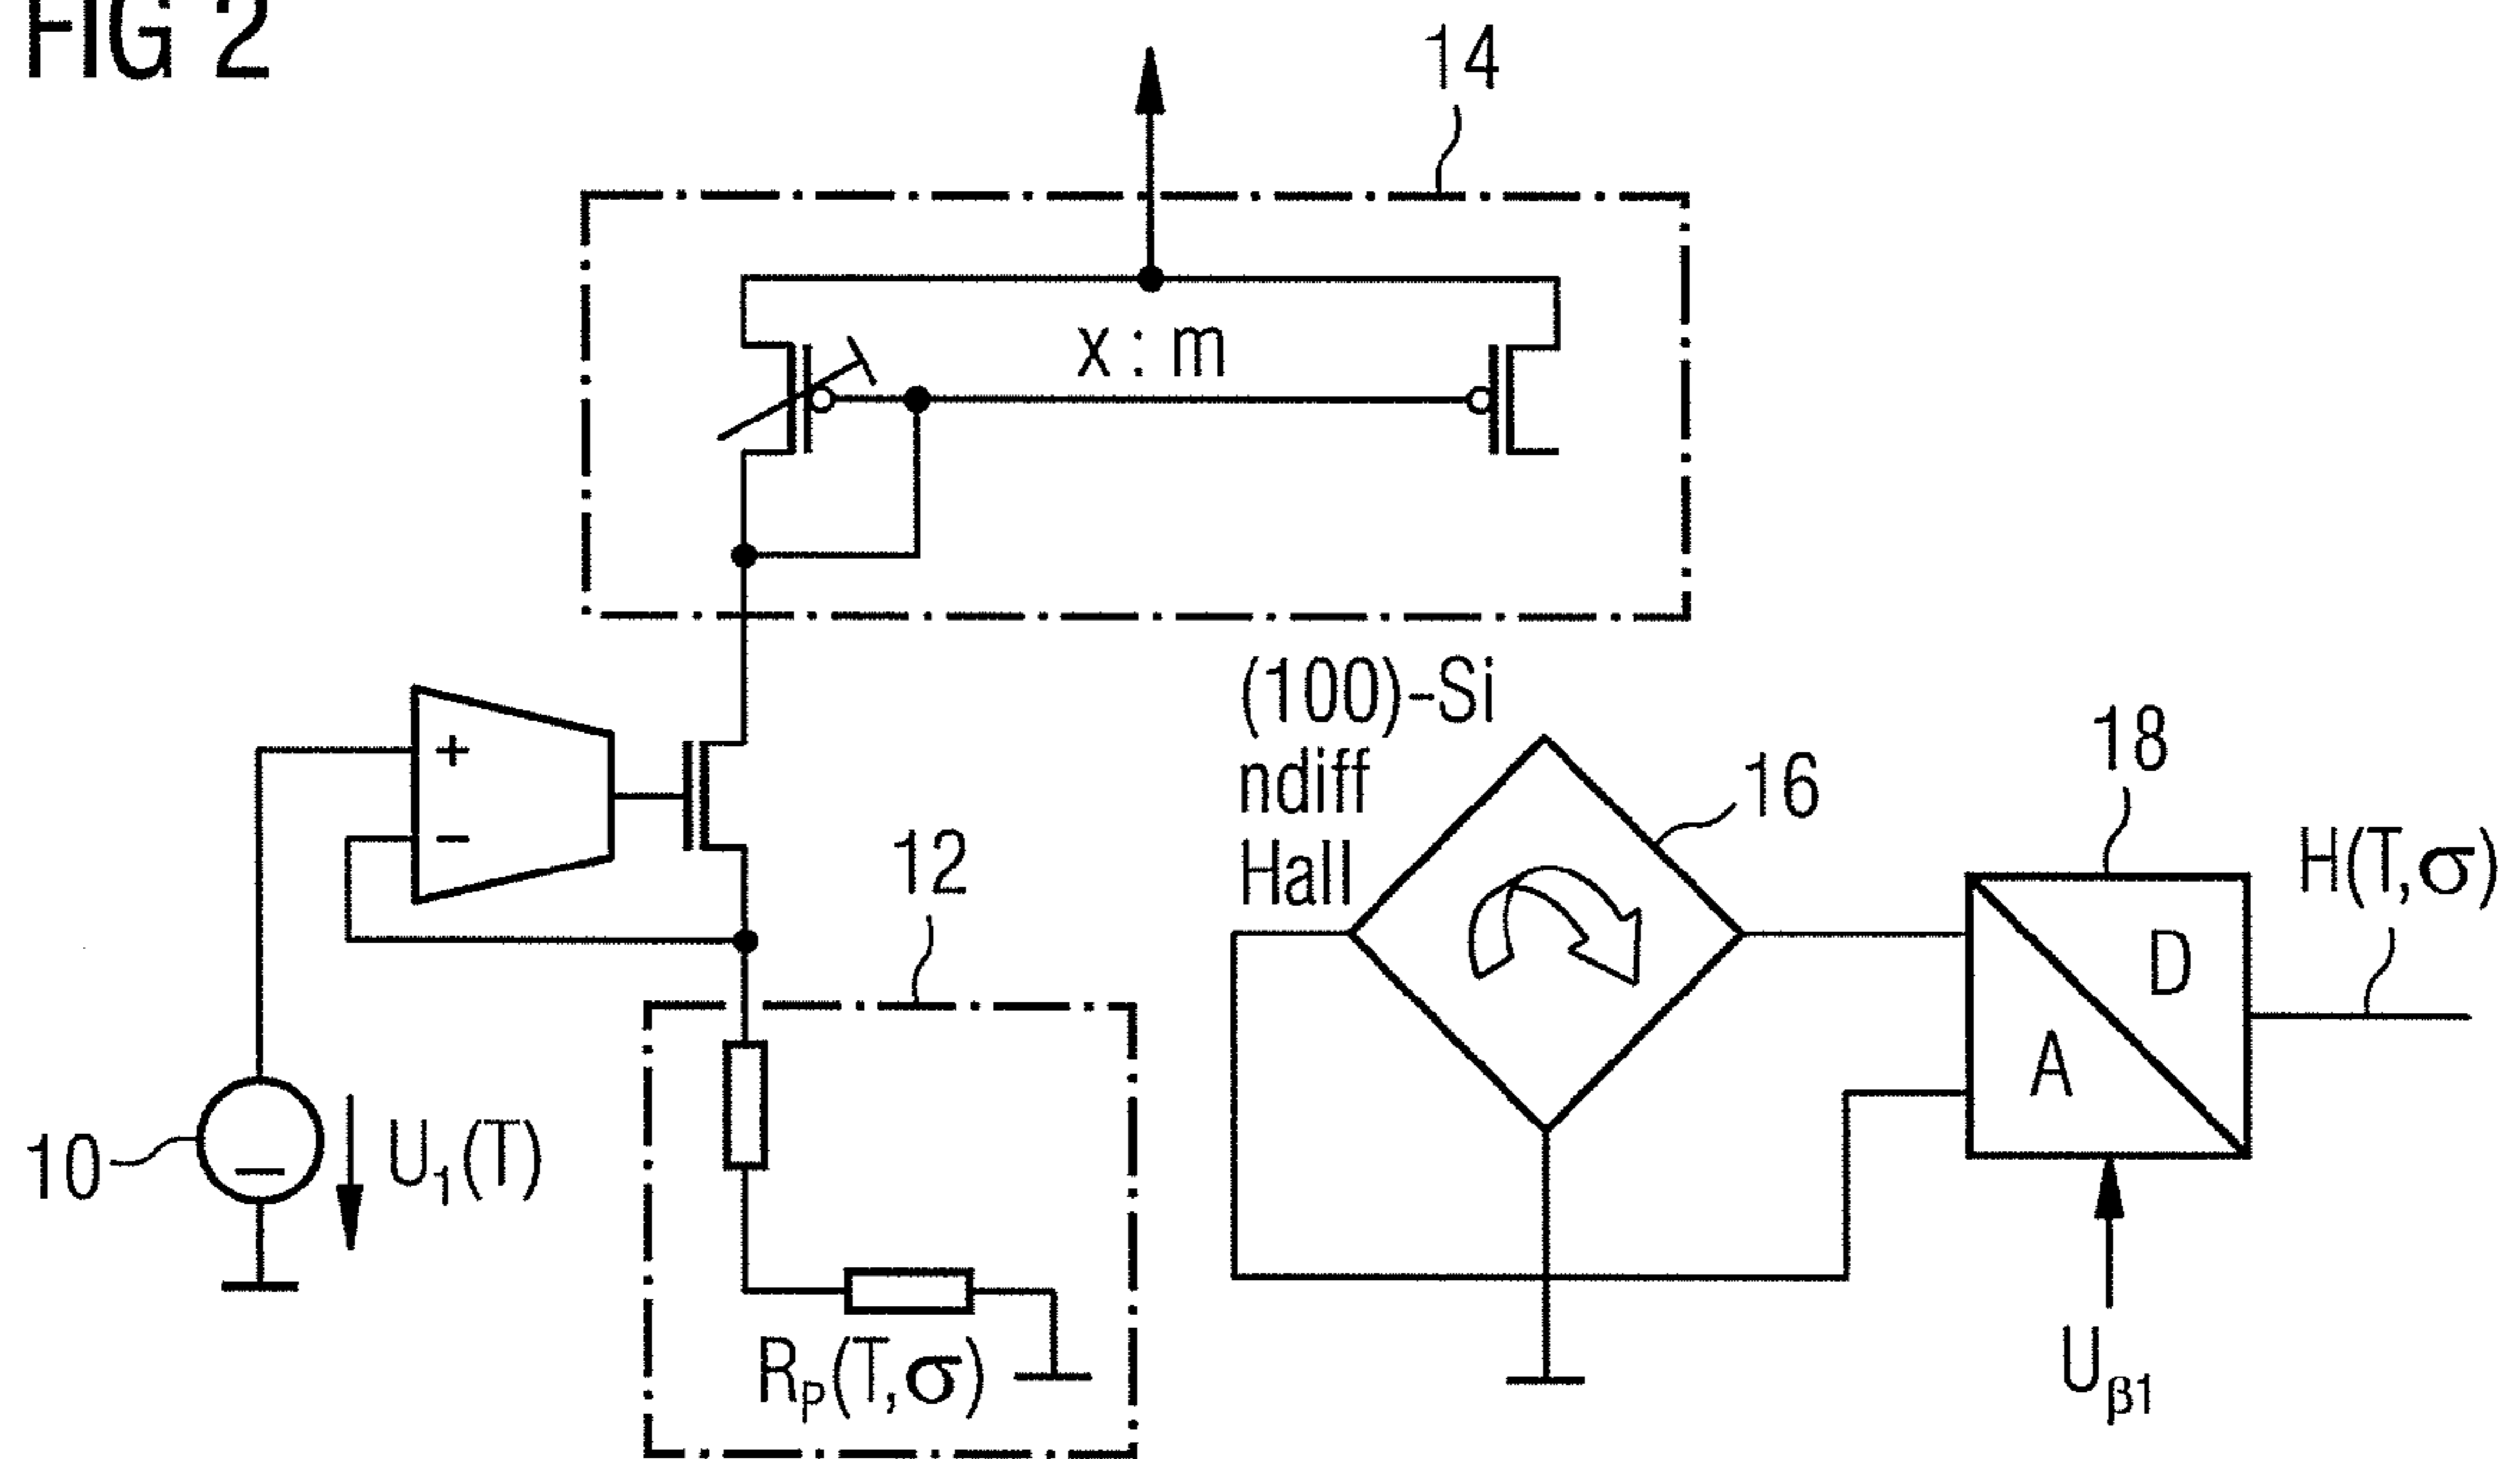 FIG 2
14
x : m
(100)-Si
ndiff
Hall
16
18
H(T,σ)
+
−
12
D
A
10
U₁(T)
Rₚ(T,σ)
Uᵦ₁